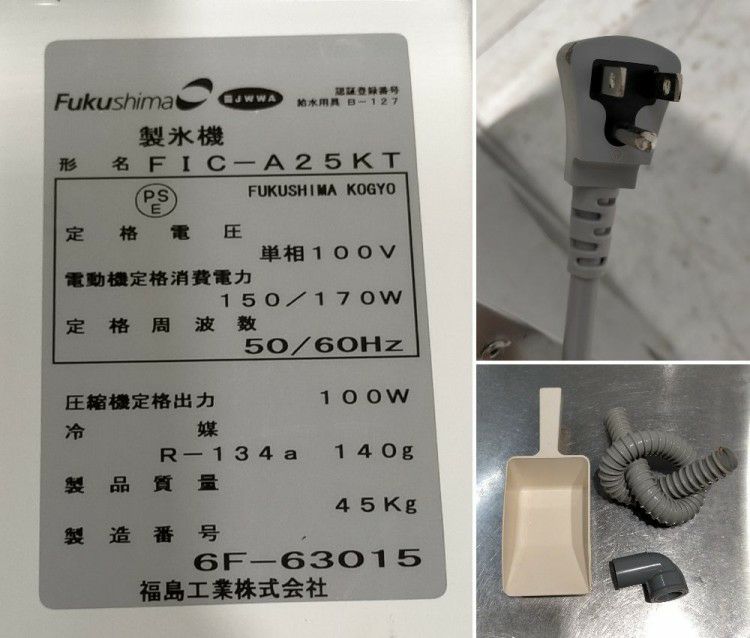 Fukushima JWWA 認証登録番号
給水用具 B-127
製氷機
形名 FIC-A25KT
PS E FUKUSHIMA KOGYO
定格電圧
単相100V
電動機定格消費電力
150/170W
定格周波数
50/60Hz
圧縮機定格出力 100W
冷媒
R-134a 140g
製品質量
45Kg
製造番号
6F-63015
福島工業株式会社